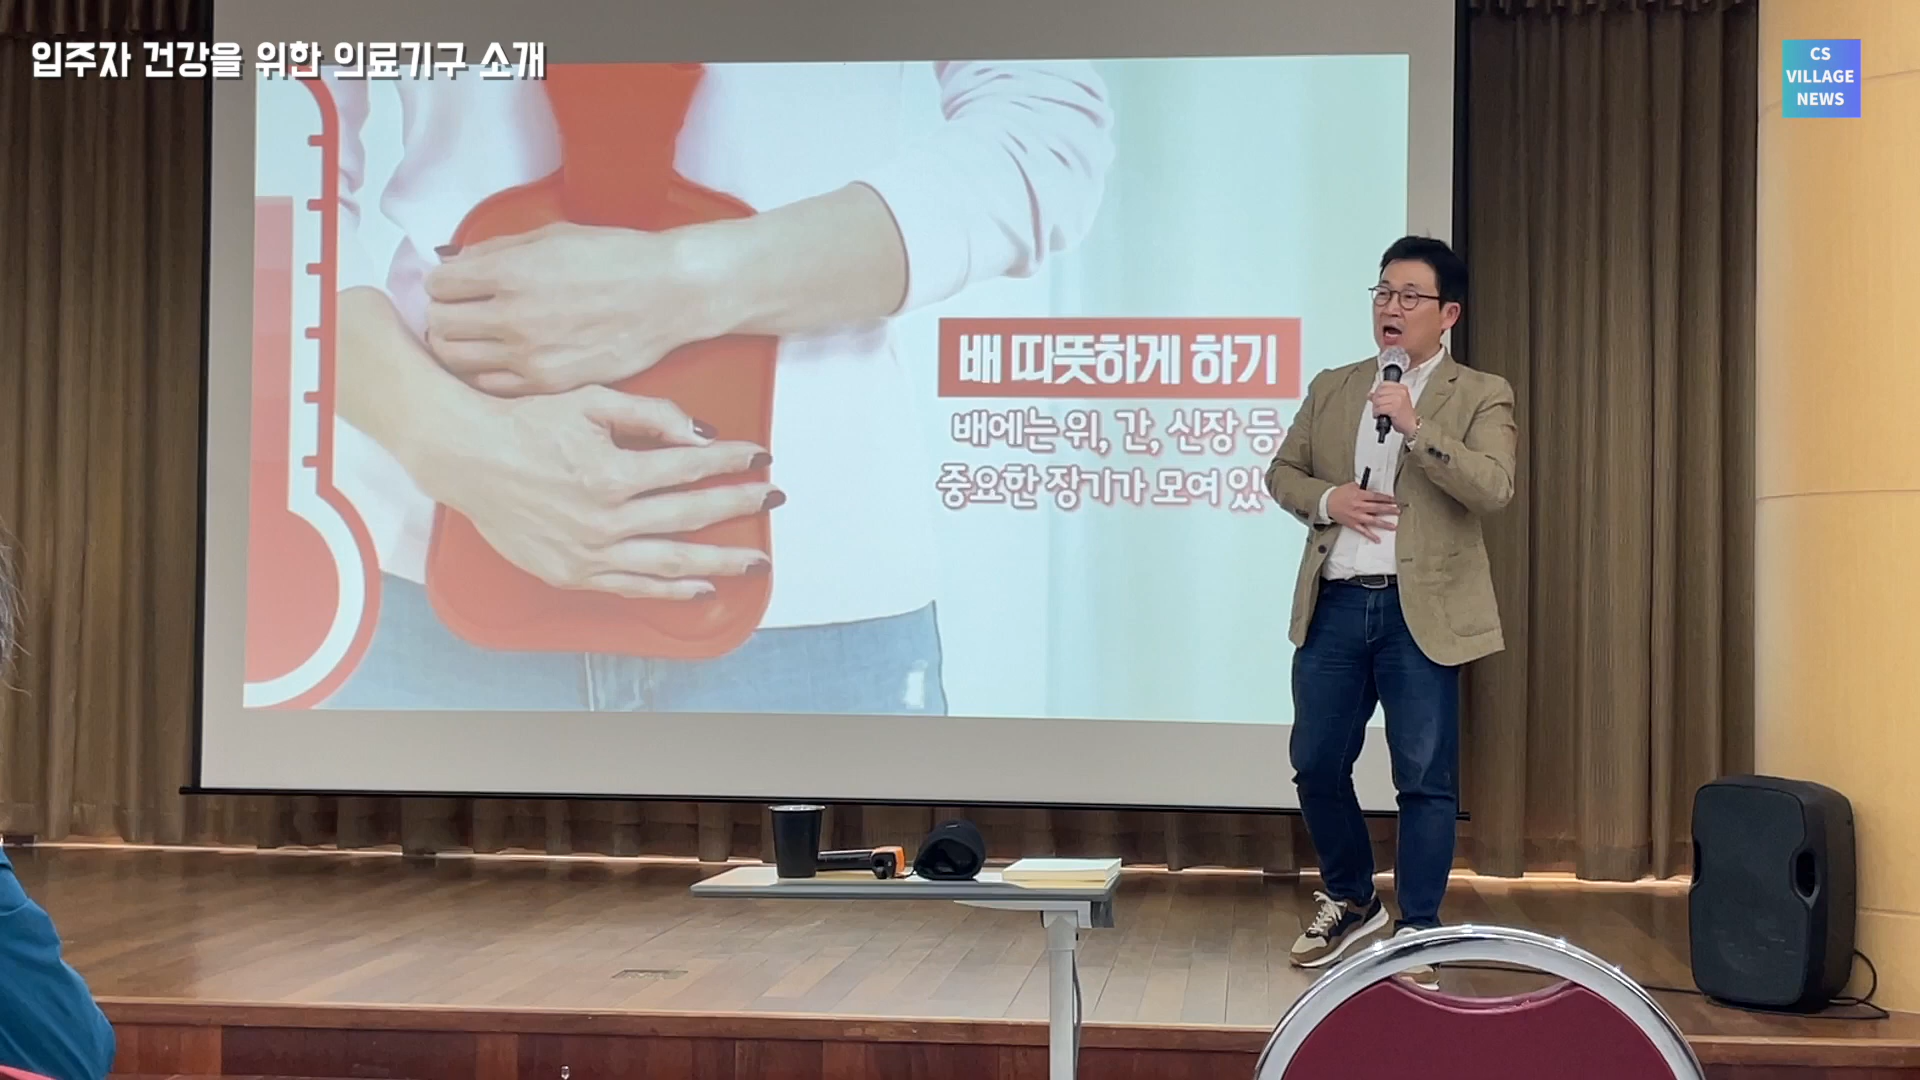 입주자 건강을 위한 의료기구 소개
CS
VILLAGE
NEWS
배 따뜻하게 하기
배에는 위, 간, 신장 등
중요한 장기가 모여 있